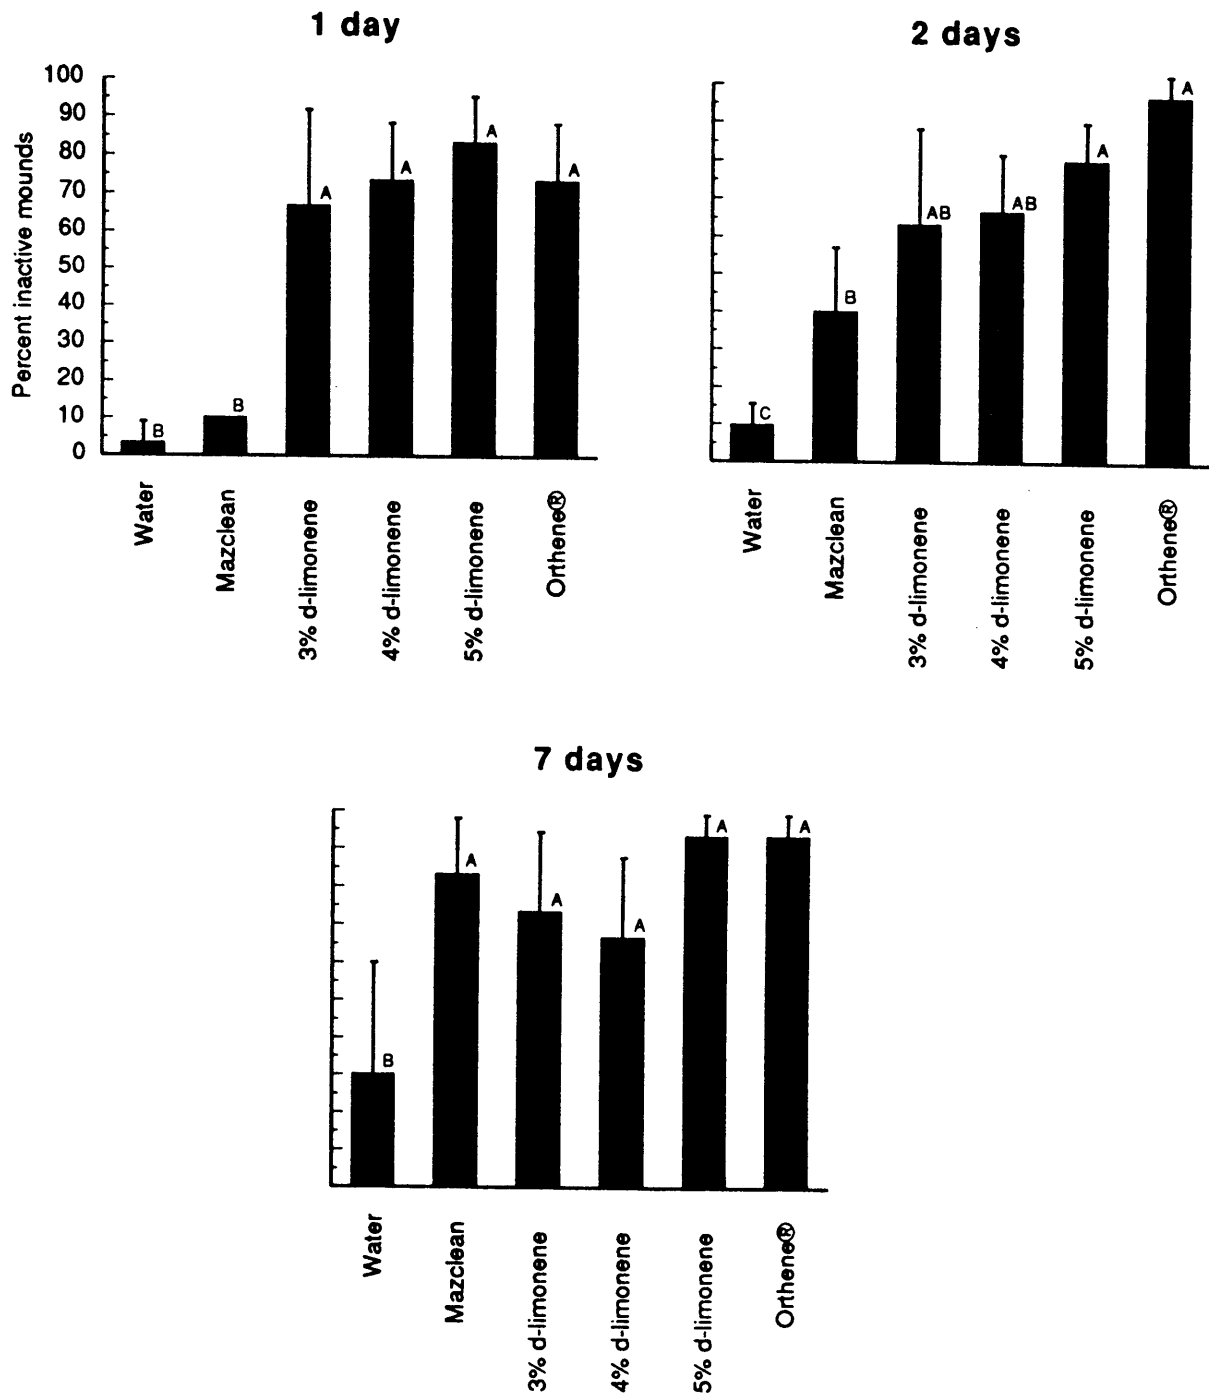 1 day
Percent inactive mounds
100
90
80
70
60
50
40
30
20
10
0
B
B
A
A
A
A
Water
Mazclean
3% d-limonene
4% d-limonene
5% d-limonene
Orthene®
2 days
C
B
AB
AB
A
A
Water
Mazclean
3% d-limonene
4% d-limonene
5% d-limonene
Orthene®
7 days
B
A
A
A
A
A
Water
Mazclean
3% d-limonene
4% d-limonene
5% d-limonene
Orthene®